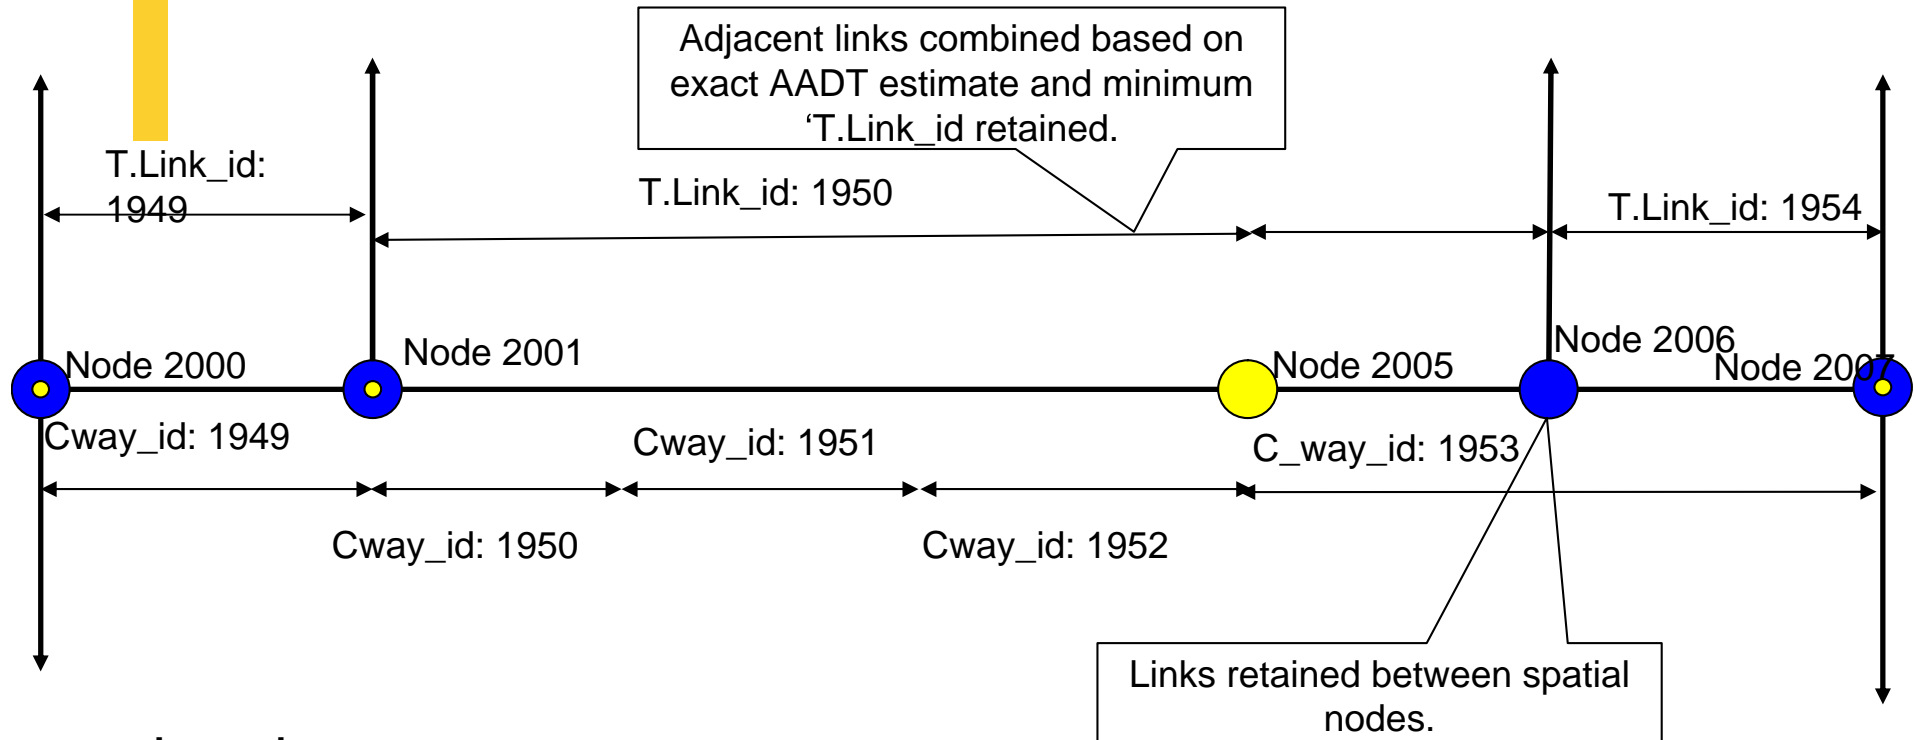 Adjacent links combined based on
exact AADT estimate and minimum
‘T.Link_id retained.
T.Link_id:
1949
T.Link_id: 1950
T.Link_id: 1954
Node 2000
Node 2001
Node 2005
Node 2006
Node 2007
Cway_id: 1949
Cway_id: 1951
C_way_id: 1953
Cway_id: 1950
Cway_id: 1952
Links retained between spatial
nodes.